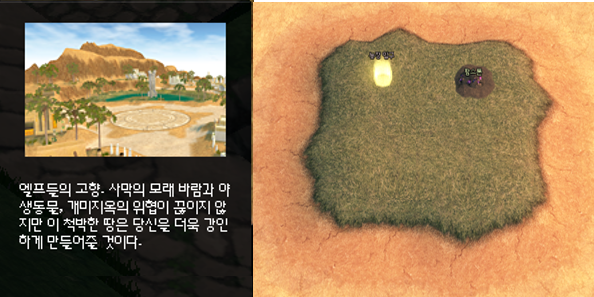 엘프들의 고향. 사막의 모래 바람과 야
생동물, 개미지옥의 위협이 끊이지 않
지만 이 척박한 땅은 당신을 더욱 강인
하게 만들어줄 것이다.